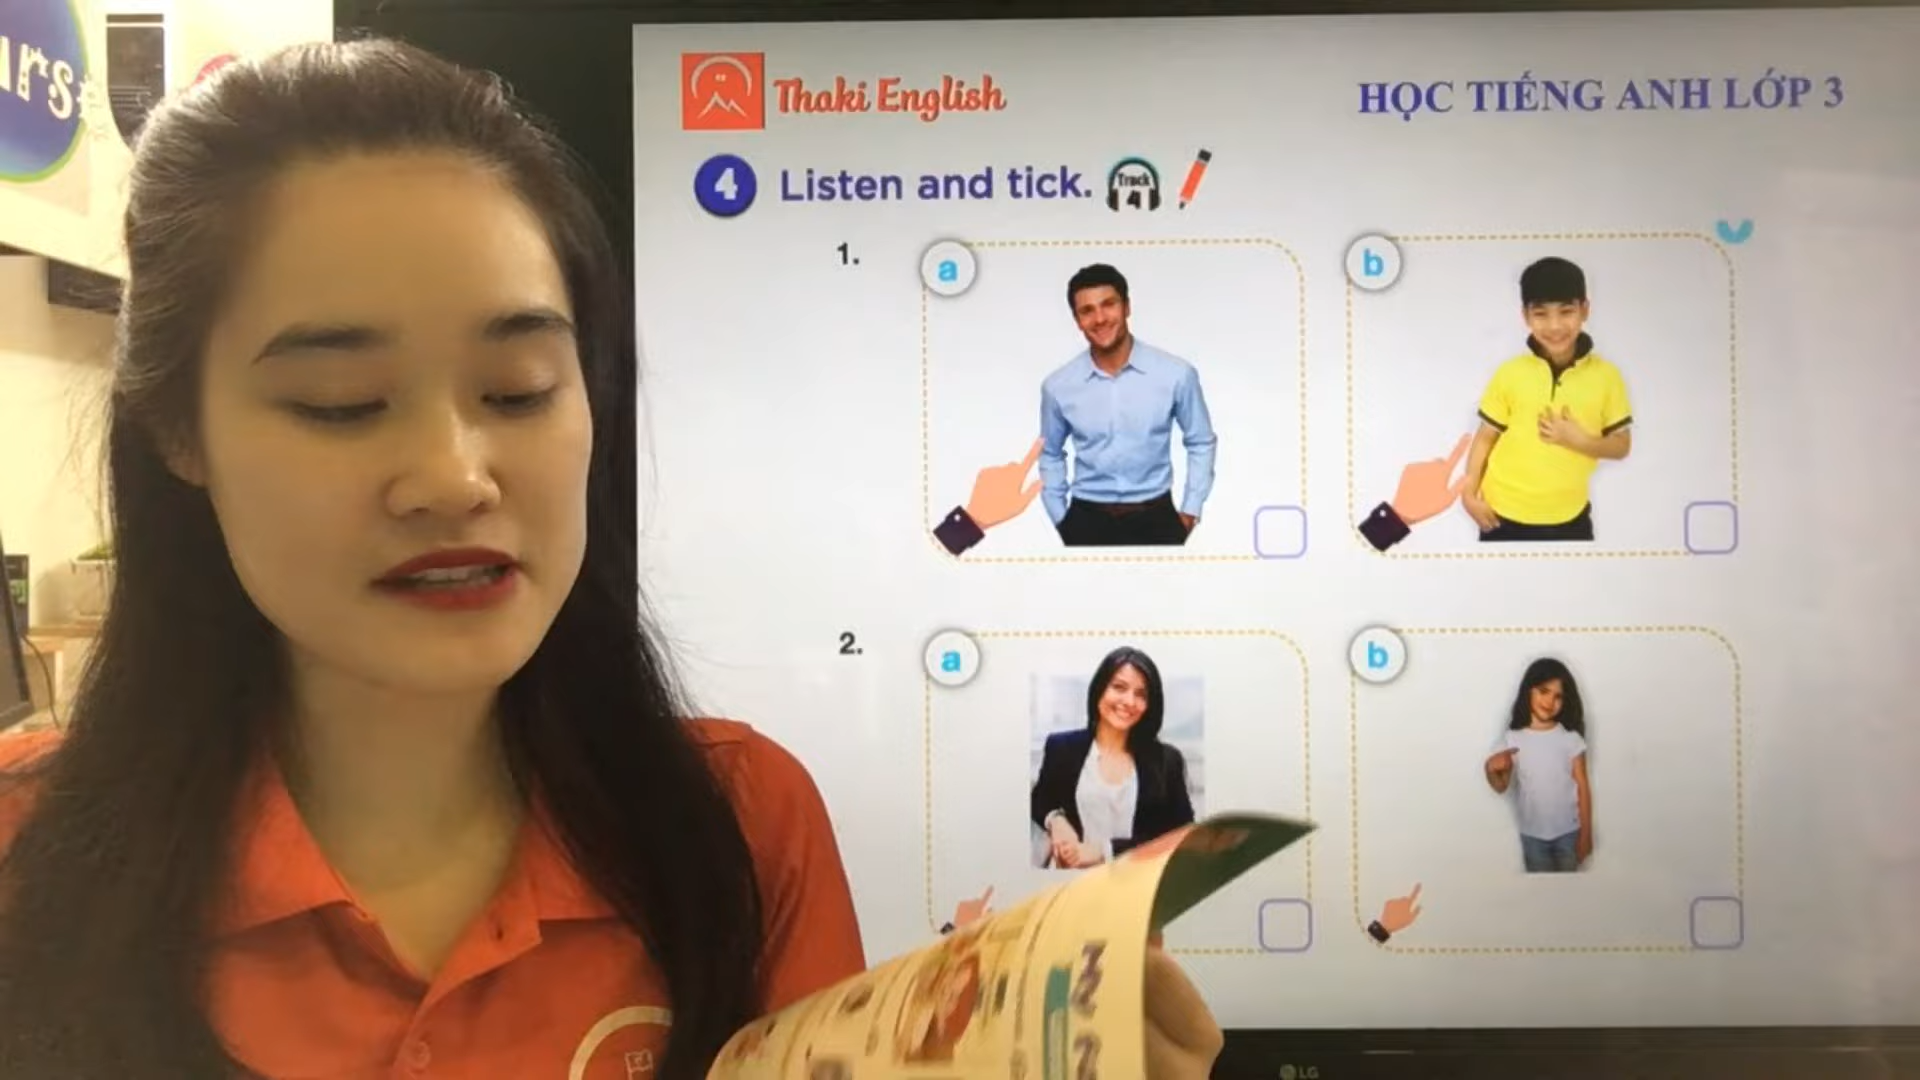 Thaki English
HỌC TIẾNG ANH LỚP 3
4 Listen and tick.
Track
4
1.
a
b
2.
a
b
LG